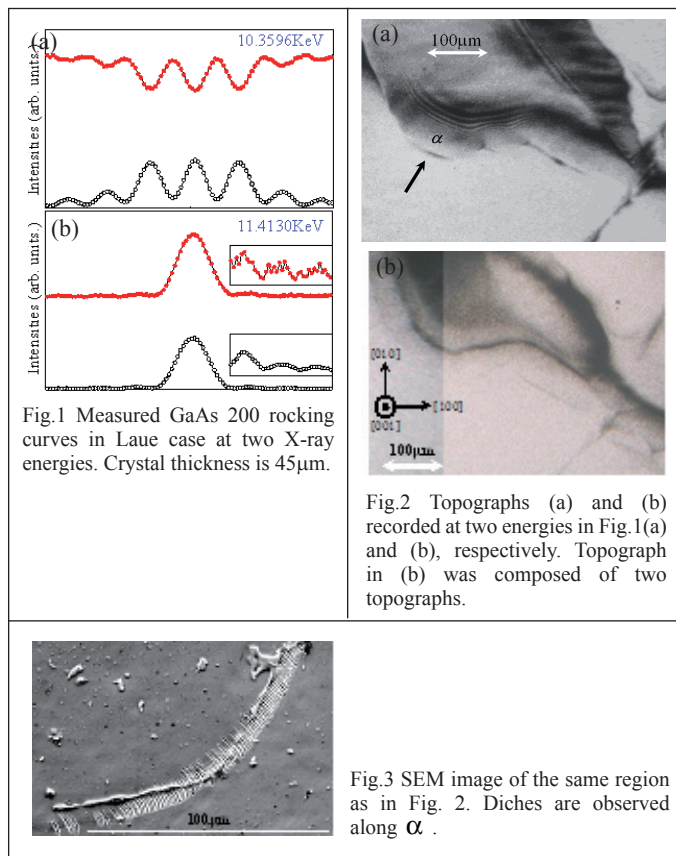 (a)
10.3596KeV
Intensities (arb. units.)
(b)
11.4130KeV
Intensities (arb. units.)
Fig.1 Measured GaAs 200 rocking
curves in Laue case at two X-ray
energies. Crystal thickness is 45μm.
(a)
100μm
α
(b)
[010]
[100]
[001]
100μm
Fig.2 Topographs (a) and (b)
recorded at two energies in Fig.1(a)
and (b), respectively. Topograph
in (b) was composed of two
topographs.
100μm
Fig.3 SEM image of the same region
as in Fig. 2. Diches are observed
along α .